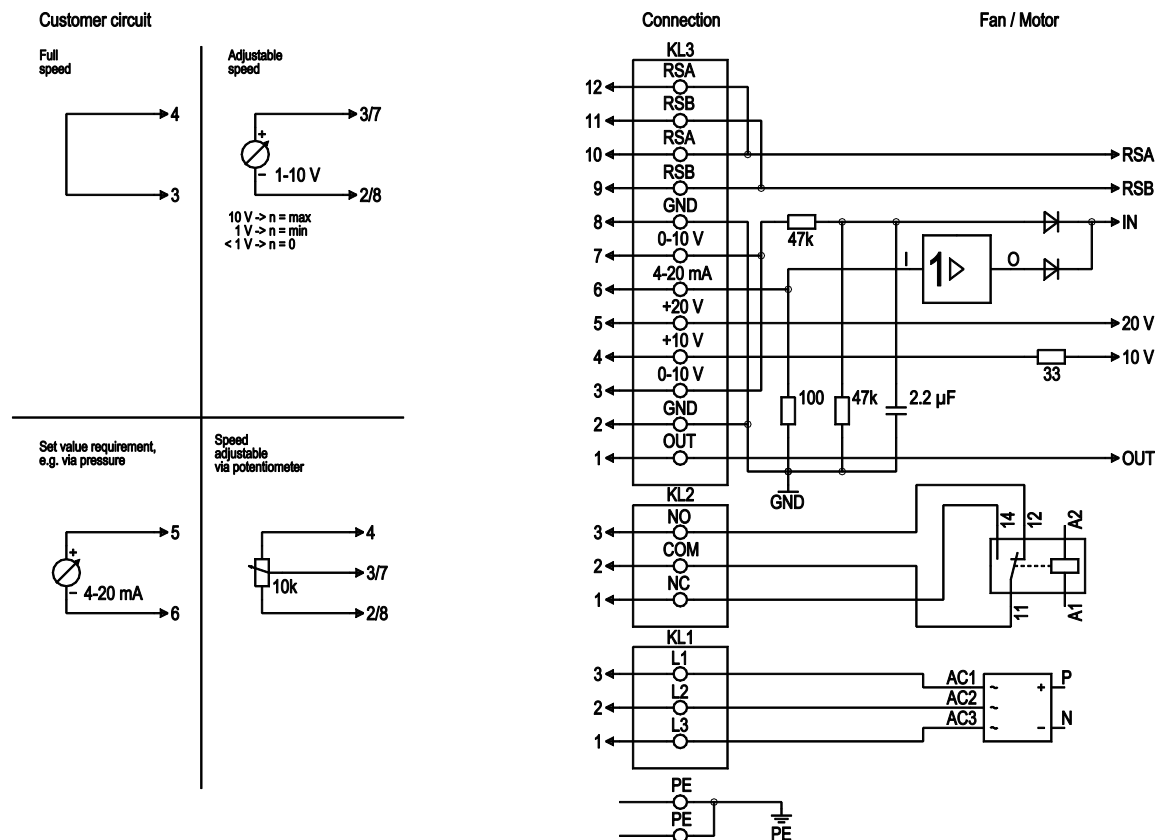 Customer circuit
Full
speed
4
3
Adjustable
speed
3/7
+
− 1-10 V
2/8
10 V -> n = max
1 V -> n = min
< 1 V -> n = 0
Set value requirement,
e.g. via pressure
5
+
− 4-20 mA
6
Speed
adjustable
via potentiometer
4
3/7
10k
2/8
Connection
Fan / Motor
KL3
RSA
12
RSB
11
RSA
10 RSA
RSB
9 RSB
GND
8 IN
47k
0-10 V
7
I 1 O
4-20 mA
6
+20 V
5 20 V
+10 V
4 10 V
33
0-10 V
3
100 47k 2.2 µF
GND
2
OUT
1 OUT
GND
KL2
NO
3
COM
2
NC
1
14 12 A2
11 A1
KL1
L1
3
AC1 ~ + P
L2
2 AC2 ~
AC3 ~ − N
L3
1
PE
PE
PE